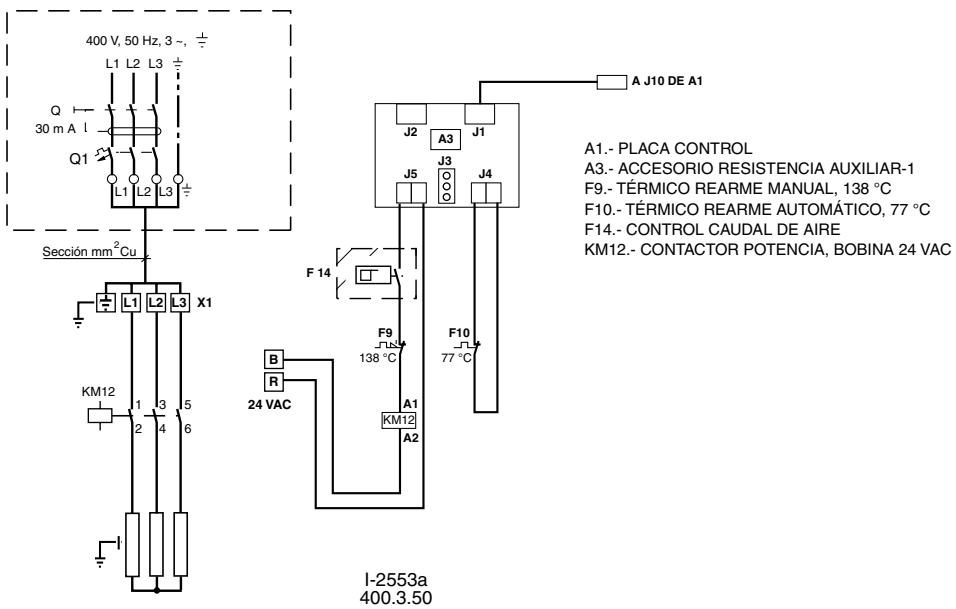 400 V, 50 Hz, 3 ~,
L1 L2 L3
Q
30 m A
Q1
L1 L2 L3
Sección mm2Cu
L1 L2 L3 X1
KM12
1 3 5
2 4 6
A J10 DE A1
J2 J1
A3
J3
J5 J4
F 14
F9
138 °C
F10
77 °C
B
R
24 VAC
A1
KM12
A2
A1.- PLACA CONTROL
A3.- ACCESORIO RESISTENCIA AUXILIAR-1
F9.- TÉRMICO REARME MANUAL, 138 °C
F10.- TÉRMICO REARME AUTOMÁTICO, 77 °C
F14.- CONTROL CAUDAL DE AIRE
KM12.- CONTACTOR POTENCIA, BOBINA 24 VAC
I-2553a
400.3.50